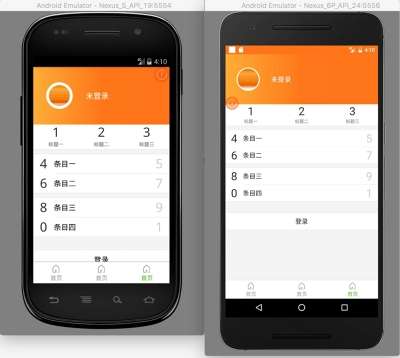 Android Emulator - Nexus_S_API_19:5554
4:10
未登录
1 2 3
标题一 标题二 标题三
4 条目一 5
6 条目二 7
8 条目三 9
0 条目四 1
登录
首页 首页 首页
Android Emulator - Nexus_6P_API_24:5556
4:10
未登录
1 2 3
标题一 标题二 标题三
4 条目一 5
6 条目二 7
8 条目三 9
0 条目四 1
登录
首页 首页 首页